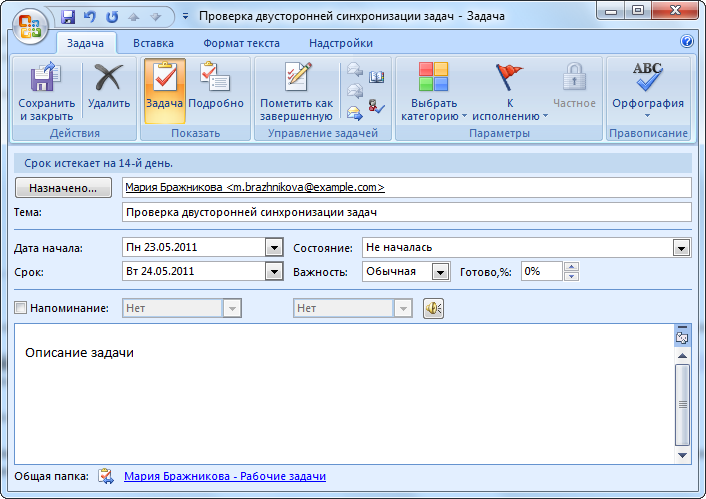 Проверка двусторонней синхронизации задач - Задача
Задача Вставка Формат текста Надстройки
Сохранить и закрыть
Удалить
Действия
Задача
Подробно
Показать
Пометить как завершенную
Управление задачей
Выбрать категорию
К исполнению
Частное
Параметры
ABC
Орфография
Правописание
Срок истекает на 14-й день.
Назначено... Мария Бражникова <m.brazhnikova@example.com>
Тема: Проверка двусторонней синхронизации задач
Дата начала: Пн 23.05.2011 Состояние: Не началась
Срок: Вт 24.05.2011 Важность: Обычная Готово,%: 0%
Напоминание: Нет Нет
Описание задачи
Общая папка: Мария Бражникова - Рабочие задачи